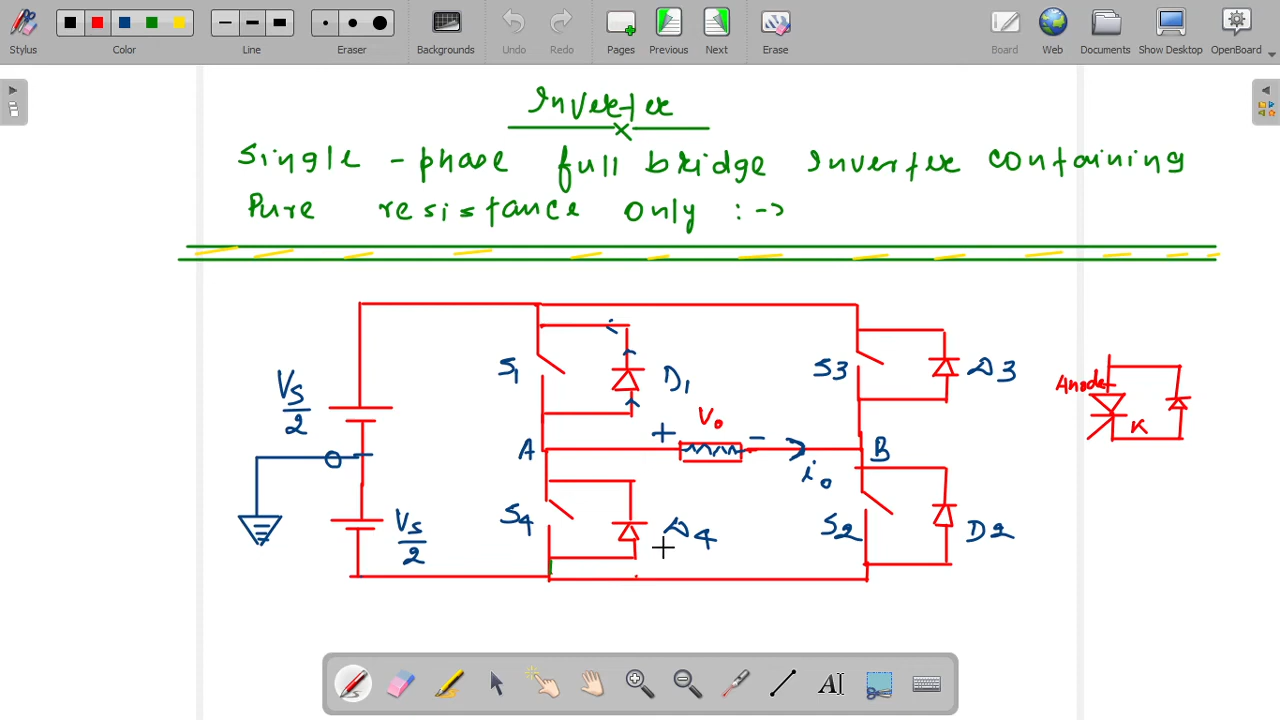 Stylus
Color
Line
Eraser
Backgrounds
Undo
Redo
Pages
Previous
Next
Erase
Board
Web
Documents
Show Desktop
OpenBoard
Inverter
Single - phase full bridge Inverter containing
Pure resistance only : ->
S1
D1
S3
D3
Vs/2
Anode
K
Vo
+
-
A
B
io
O
Vs/2
S4
D4
S2
D2